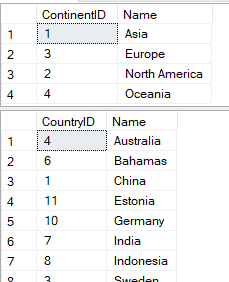 ContinentID Name
1 1 Asia
2 3 Europe
3 2 North America
4 4 Oceania
CountryID Name
1 4 Australia
2 6 Bahamas
3 1 China
4 11 Estonia
5 10 Germany
6 7 India
7 8 Indonesia
8 3 Sweden